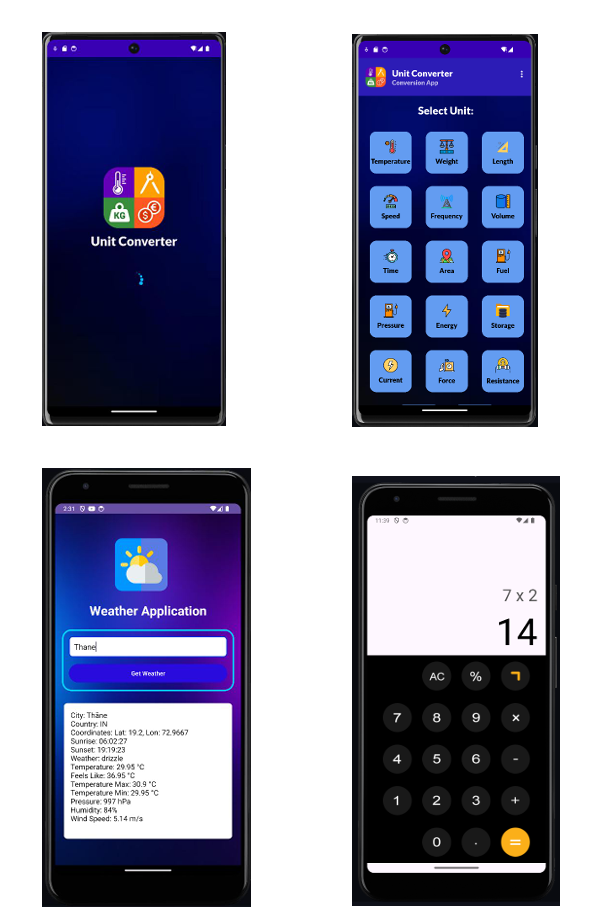 KG
Unit Converter
Unit Converter
Conversion App
Select Unit:
Temperature
Weight
Length
Speed
Frequency
Volume
Time
Area
Fuel
Pressure
Energy
Storage
Current
Force
Resistance
2:31
Weather Application
Thane
Get Weather
City: Thāne
Country: IN
Coordinates: Lat: 19.2, Lon: 72.9667
Sunrise: 06:02:27
Sunset: 19:19:23
Weather: drizzle
Temperature: 29.95 °C
Feels Like: 36.95 °C
Temperature Max: 30.9 °C
Temperature Min: 29.95 °C
Pressure: 997 hPa
Humidity: 84%
Wind Speed: 5.14 m/s
11:39
7 x 2
14
AC % ¬
7 8 9 ×
4 5 6 -
1 2 3 +
0 . =